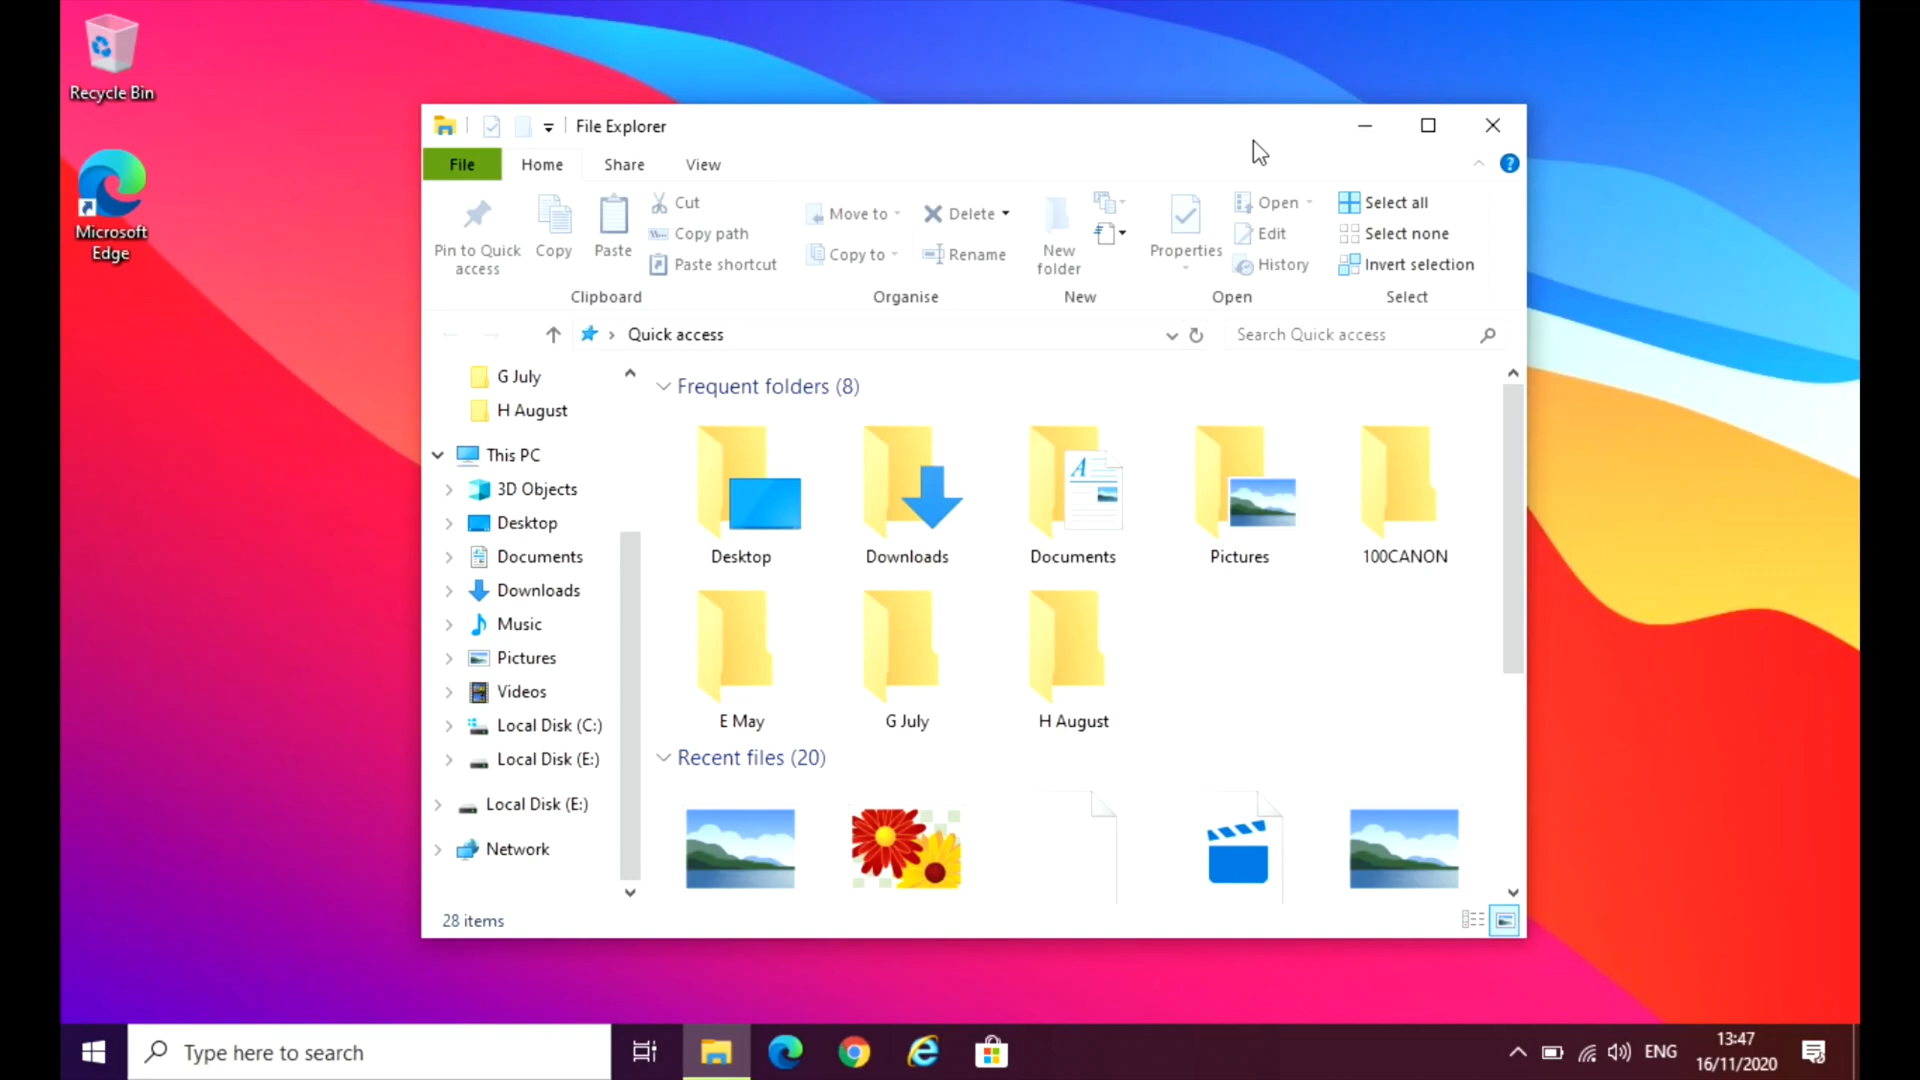 Recycle Bin
Microsoft
Edge
File Explorer
File
Home
Share
View
Pin to Quick
access
Copy
Paste
Cut
Copy path
Paste shortcut
Clipboard
Move to
Copy to
Delete
Rename
Organise
New
folder
New
Properties
Open
Edit
History
Open
Select all
Select none
Invert selection
Select
Quick access
Search Quick access
G July
H August
This PC
3D Objects
Desktop
Documents
Downloads
Music
Pictures
Videos
Local Disk (C:)
Local Disk (E:)
Local Disk (E:)
Network
Frequent folders (8)
Desktop
Downloads
Documents
Pictures
100CANON
E May
G July
H August
Recent files (20)
28 items
Type here to search
ENG
13:47
16/11/2020